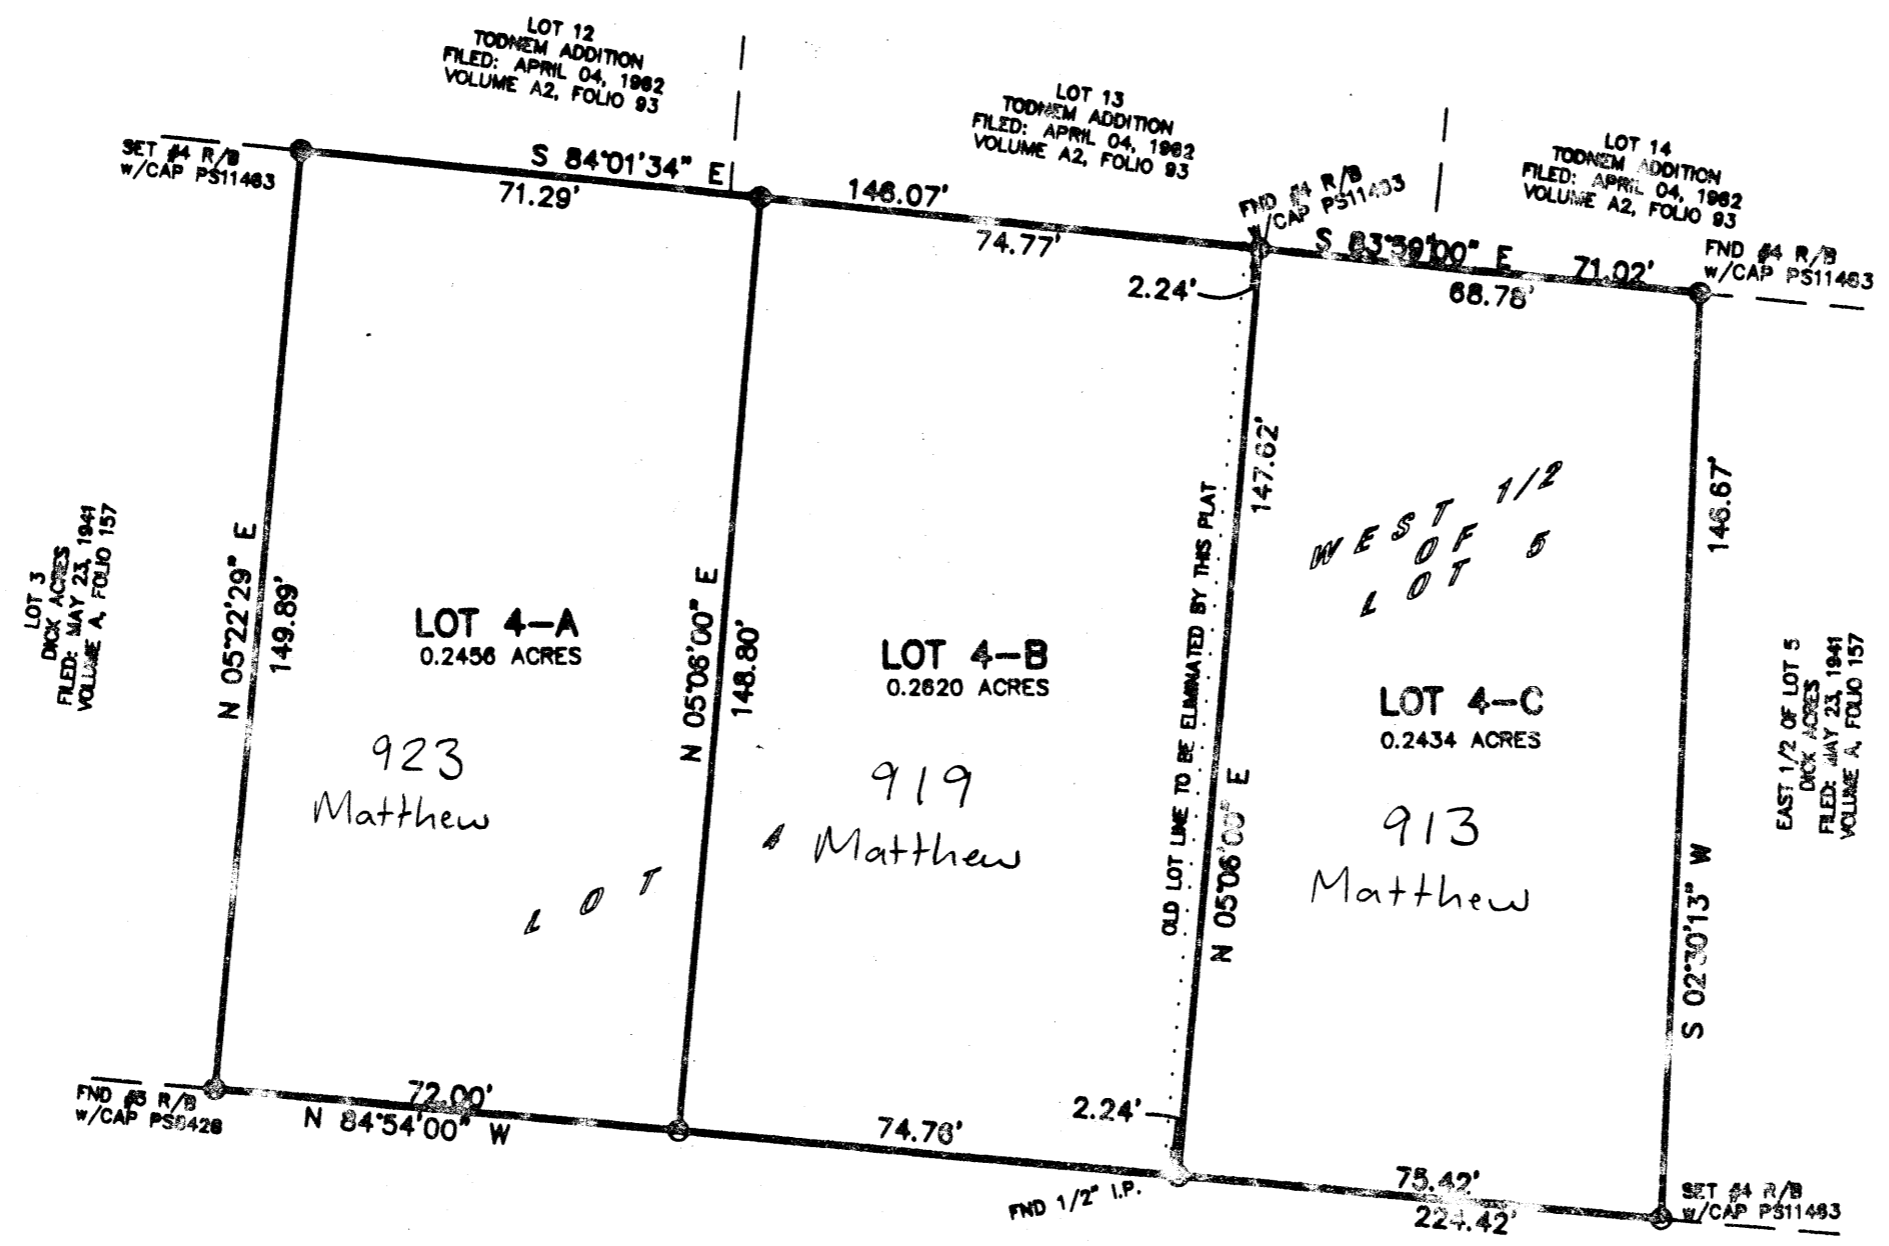 LOT 12
TODNEM ADDITION
FILED: APRIL 04, 1962
VOLUME A2, FOLIO 93
LOT 13
TODNEM ADDITION
FILED: APRIL 04, 1962
VOLUME A2, FOLIO 93
LOT 14
TODNEM ADDITION
FILED: APRIL 04, 1962
VOLUME A2, FOLIO 93
SET #4 R/B
w/CAP PS11463
S 84°01'34" E
71.29'
146.07'
74.77'
FND #4 R/B
w/CAP PS11463
S 83°59'00" E
71.02'
68.78'
FND #4 R/B
w/CAP PS11463
2.24'
LOT 3
DICK ACRES
FILED: MAY 23, 1941
VOLUME A, FOLIO 157
N 05°22'29" E
149.89'
LOT 4-A
0.2456 ACRES
923
Matthew
N 05°06'00" E
148.80'
LOT 4-B
0.2620 ACRES
919
Matthew
LOT 4
OLD LOT LINE TO BE ELIMINATED BY THIS PLAT
147.62'
N 05°06'00" E
WEST 1/2
OF
LOT 5
LOT 4-C
0.2434 ACRES
913
Matthew
146.67'
S 02°30'13" W
EAST 1/2 OF LOT 5
DICK ACRES
FILED: MAY 23, 1941
VOLUME A, FOLIO 157
FND #5 R/B
72.00'
N 84°54'00" W
74.76'
2.24'
FND 1/2" I.P.
75.42'
224.42'
SET #4 R/B
w/CAP PS11463